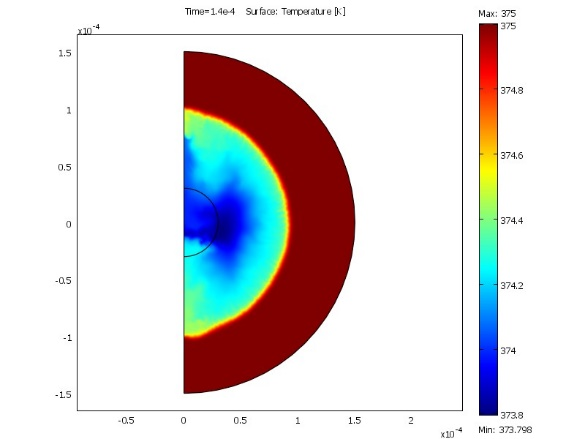 Time=1.4e-4 Surface: Temperature [K]
Max: 375
x10⁻⁴
375
1.5
374.8
1
374.6
0.5
374.4
0
374.2
-0.5
374
-1
373.8
-1.5
Min: 373.798
-0.5 0 0.5 1 1.5 2
x10⁻⁴